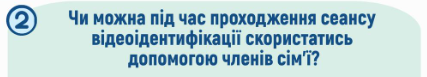 2
Чи можна під час проходження сеансу
відеоідентифікації скористатись
допомогою членів сім'ї?